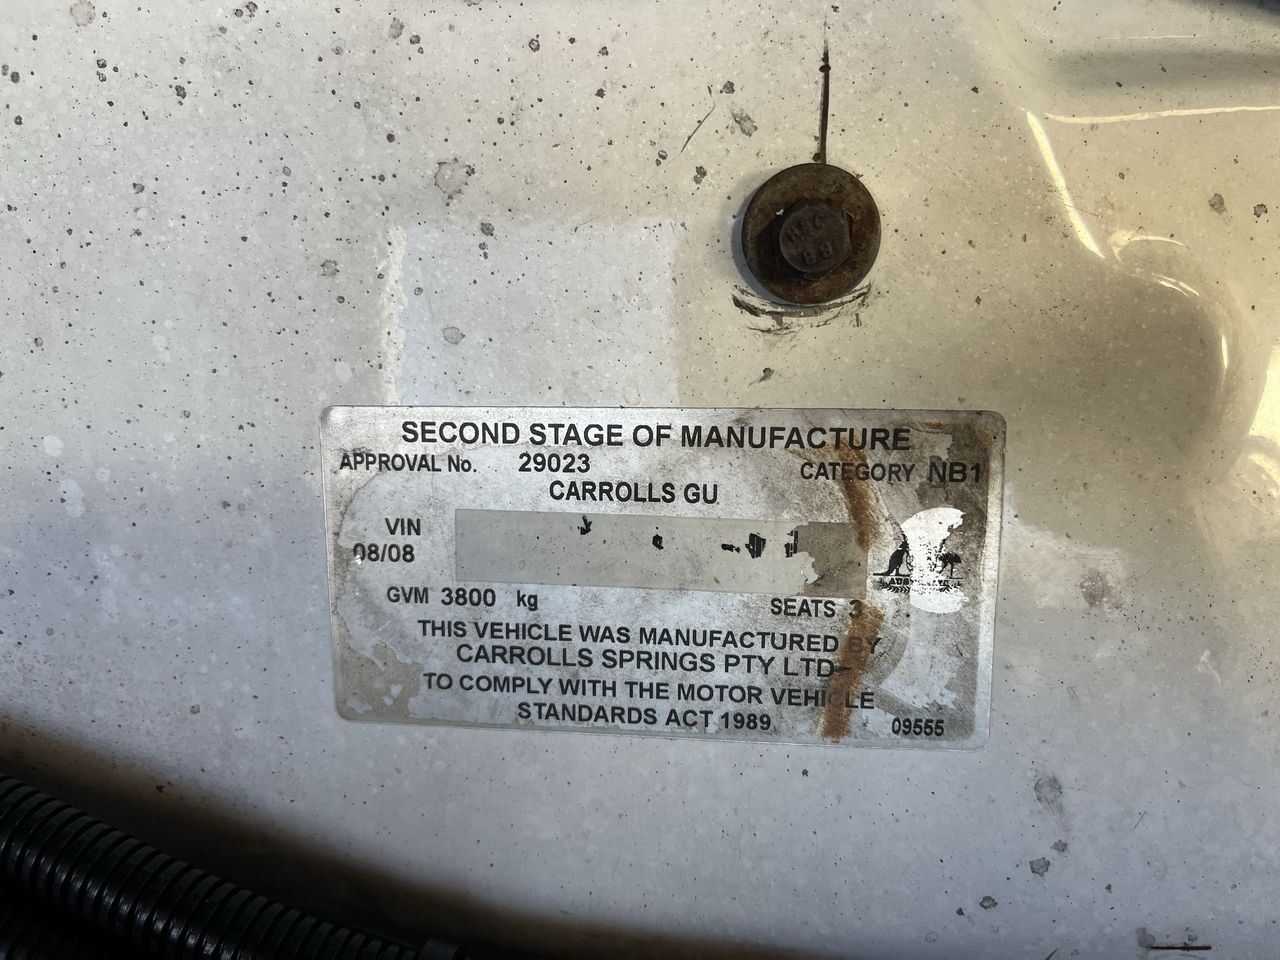 SECOND STAGE OF MANUFACTURE
APPROVAL No. 29023 CATEGORY NB1
CARROLLS GU
VIN
08/08
GVM 3800 kg SEATS 3
THIS VEHICLE WAS MANUFACTURED BY
CARROLLS SPRINGS PTY LTD
TO COMPLY WITH THE MOTOR VEHICLE
STANDARDS ACT 1989
09555